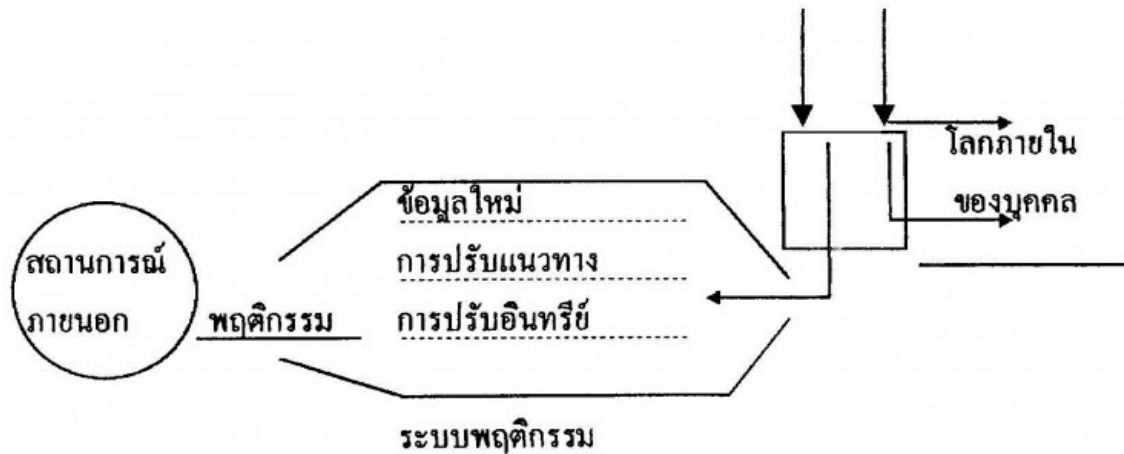 โลกภายใน
ของบุคคล
ข้อมูลใหม่
สถานการณ์
การปรับแนวทาง
ภายนอก
พฤติกรรม
การปรับอินทรีย์
ระบบพฤติกรรม